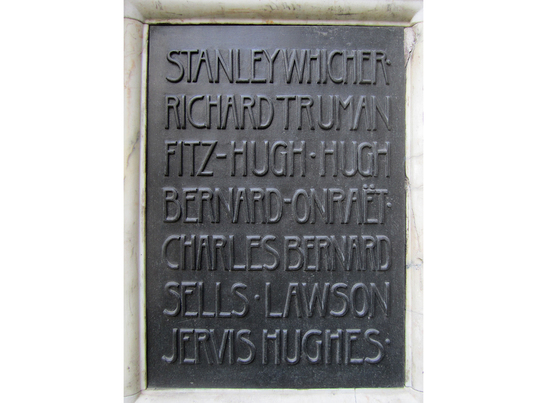 STANLEY WHICHER·
RICHARD TRUMAN
FITZ-HUGH·HUGH
BERNARD-ONRAËT·
CHARLES BERNARD
SELLS·LAWSON
JERVIS HUGHES·